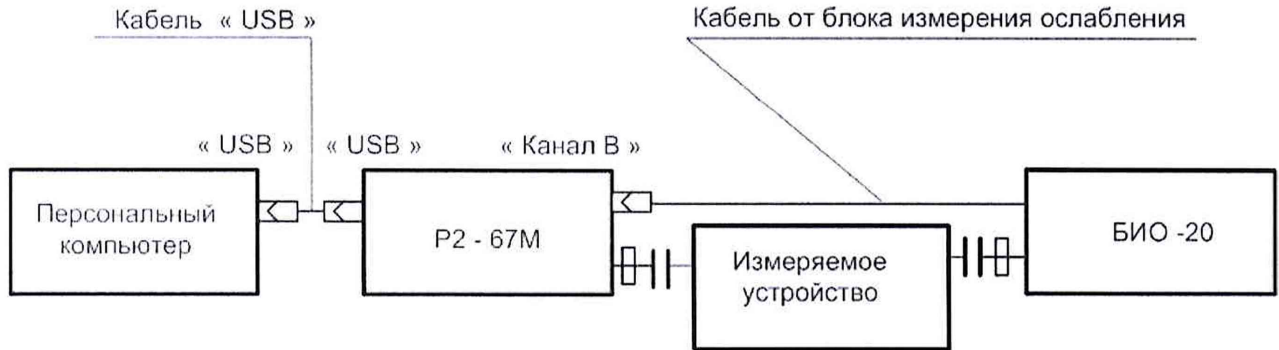 Кабель « USB »
Кабель от блока измерения ослабления
« USB »
« USB »
« Канал В »
Персональный
компьютер
Р2 - 67М
Измеряемое
устройство
БИО -20